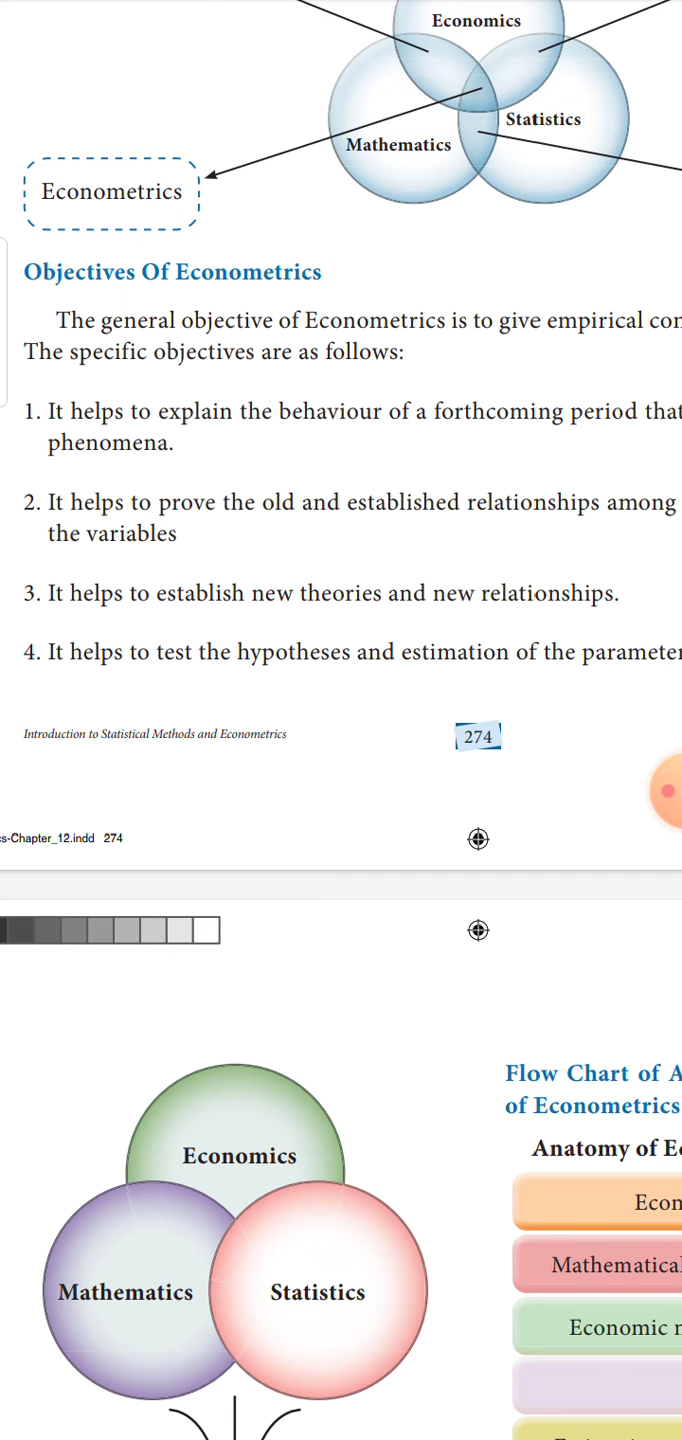 Economics
Statistics
Mathematics
Econometrics
Objectives Of Econometrics
The general objective of Econometrics is to give empirical
The specific objectives are as follows:
1. It helps to explain the behaviour of a forthcoming period that
phenomena.
2. It helps to prove the old and established relationships among
the variables
3. It helps to establish new theories and new relationships.
4. It helps to test the hypotheses and estimation of the
Introduction to Statistical Methods and Econometrics
274
-Chapter_12.indd 274
Economics
Mathematics
Statistics
Flow Chart of
of Econometrics
Anatomy of
Mathematical
Economic